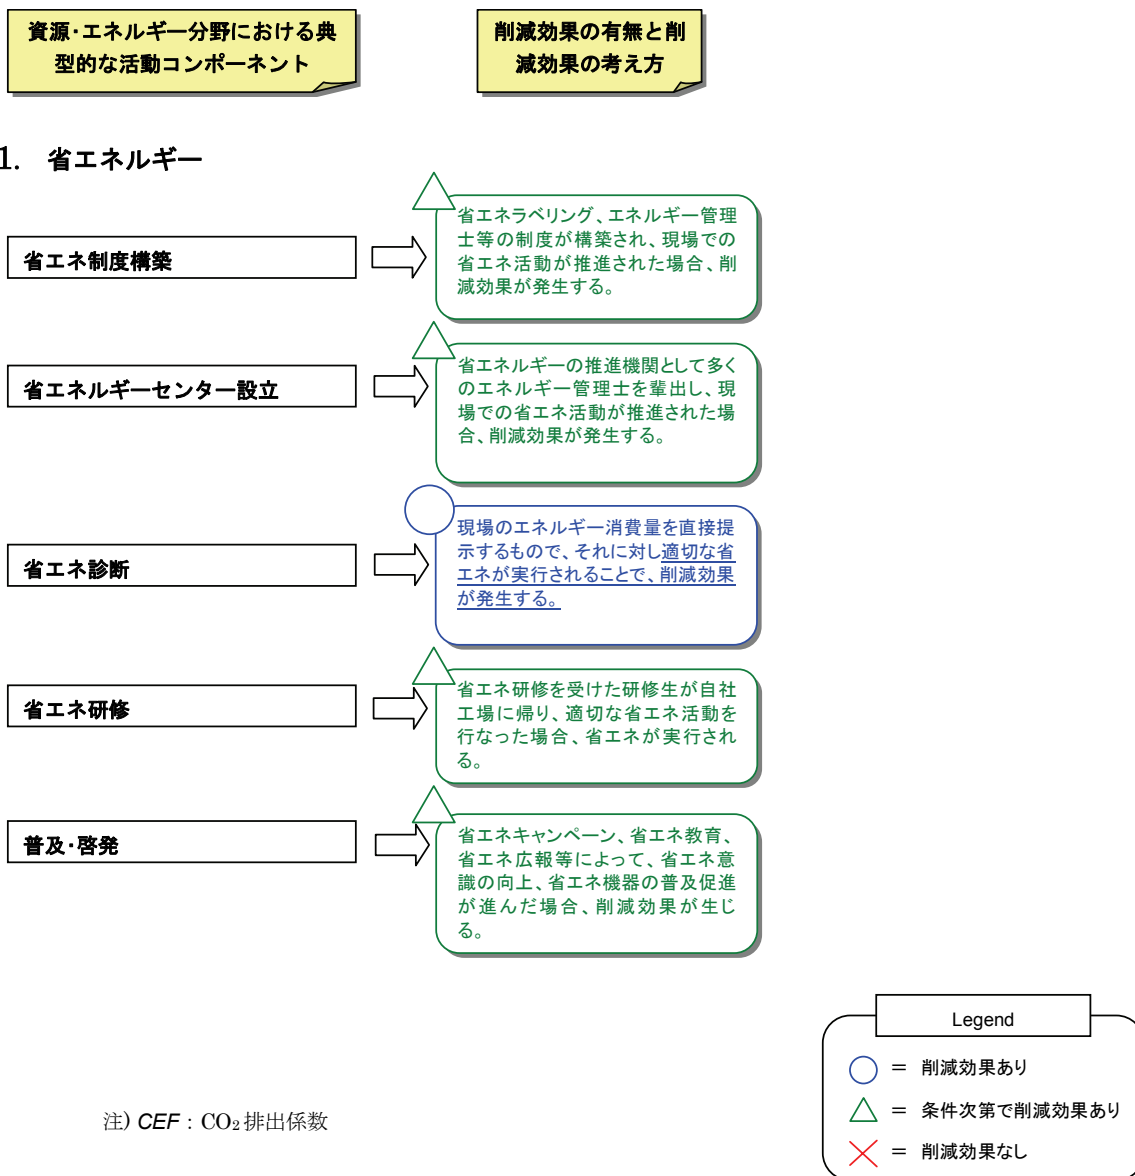 資源･エネルギー分野における典
型的な活動コンポーネント
削減効果の有無と削
減効果の考え方
1. 省エネルギー
省エネ制度構築
省エネラベリング、エネルギー管理
士等の制度が構築され、現場での
省エネ活動が推進された場合、削
減効果が発生する。
省エネルギーセンター設立
省エネルギーの推進機関として多く
のエネルギー管理士を輩出し、現
場での省エネ活動が推進された場
合、削減効果が発生する。
省エネ診断
現場のエネルギー消費量を直接提
示するもので、それに対し適切な省
エネが実行されることで、削減効果
が発生する。
省エネ研修
省エネ研修を受けた研修生が自社
工場に帰り、適切な省エネ活動を
行なった場合、省エネが実行され
る。
普及･啓発
省エネキャンペーン、省エネ教育、
省エネ広報等によって、省エネ意
識の向上、省エネ機器の普及促進
が進んだ場合、削減効果が生じ
る。
Legend
＝ 削減効果あり
＝ 条件次第で削減効果あり
＝ 削減効果なし
注) CEF：CO₂排出係数